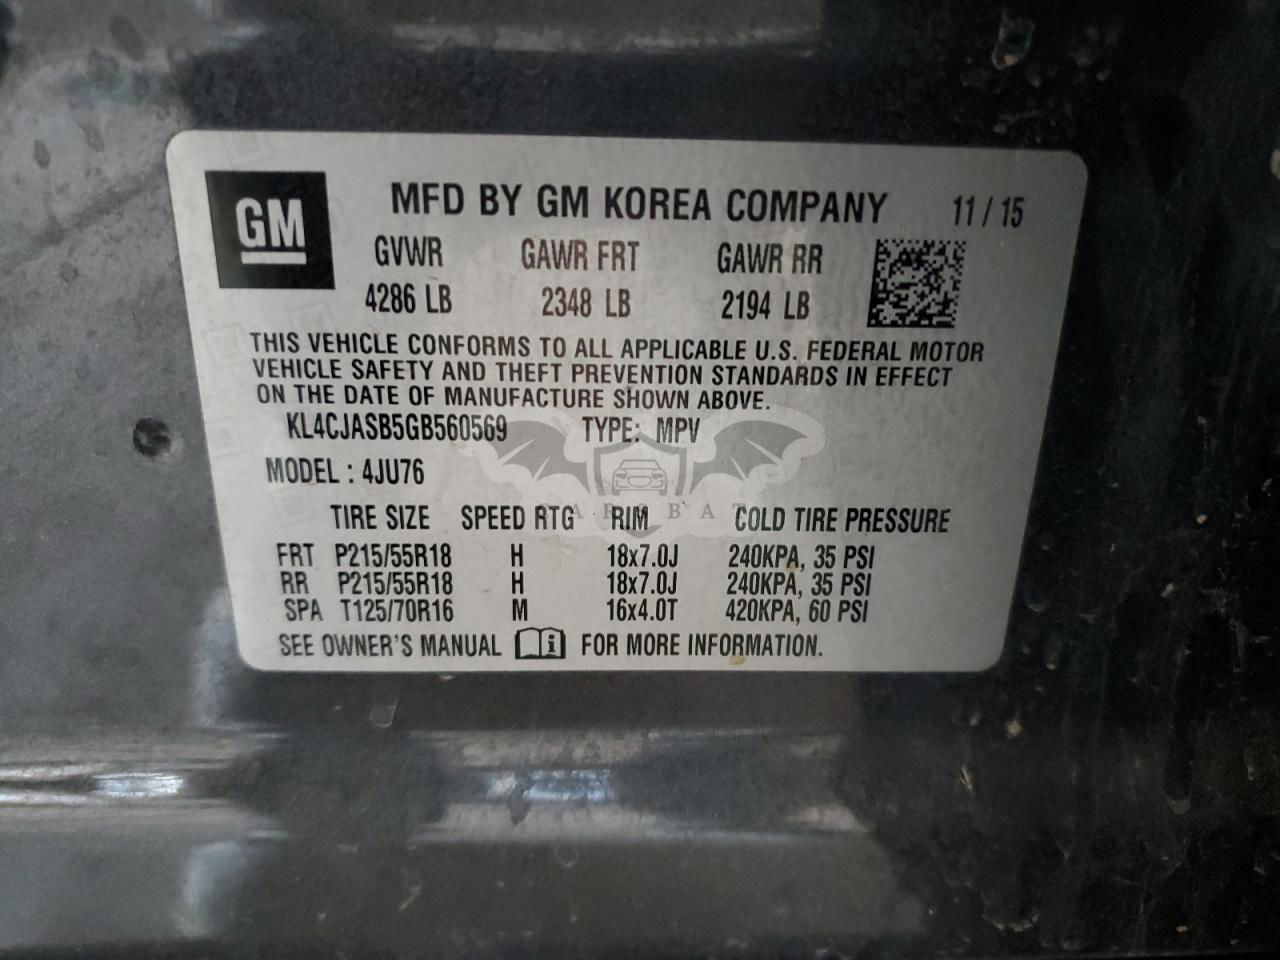 GM
MFD BY GM KOREA COMPANY 11 / 15
GVWR GAWR FRT GAWR RR
4286 LB 2348 LB 2194 LB
THIS VEHICLE CONFORMS TO ALL APPLICABLE U.S. FEDERAL MOTOR
VEHICLE SAFETY AND THEFT PREVENTION STANDARDS IN EFFECT
ON THE DATE OF MANUFACTURE SHOWN ABOVE.
KL4CJASB5GB560569 TYPE: MPV
MODEL : 4JU76
CAR BAT
TIRE SIZE SPEED RTG RIM COLD TIRE PRESSURE
FRT P215/55R18 H 18x7.0J 240KPA, 35 PSI
RR P215/55R18 H 18x7.0J 240KPA, 35 PSI
SPA T125/70R16 M 16x4.0T 420KPA, 60 PSI
SEE OWNER'S MANUAL i FOR MORE INFORMATION.